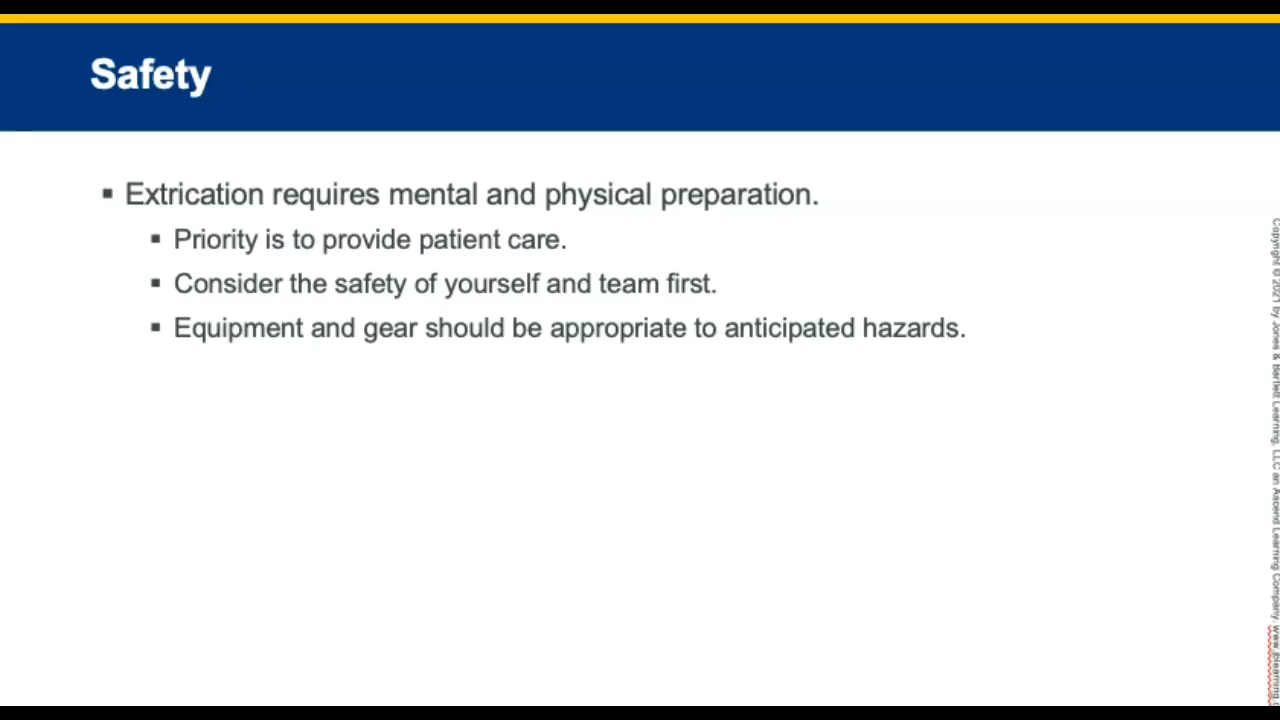 Safety
▪ Extrication requires mental and physical preparation.
▪ Priority is to provide patient care.
▪ Consider the safety of yourself and team first.
▪ Equipment and gear should be appropriate to anticipated hazards.
Copyright © 2021 by Jones & Bartlett Learning, LLC an Ascend Learning Company. www.jblearning.